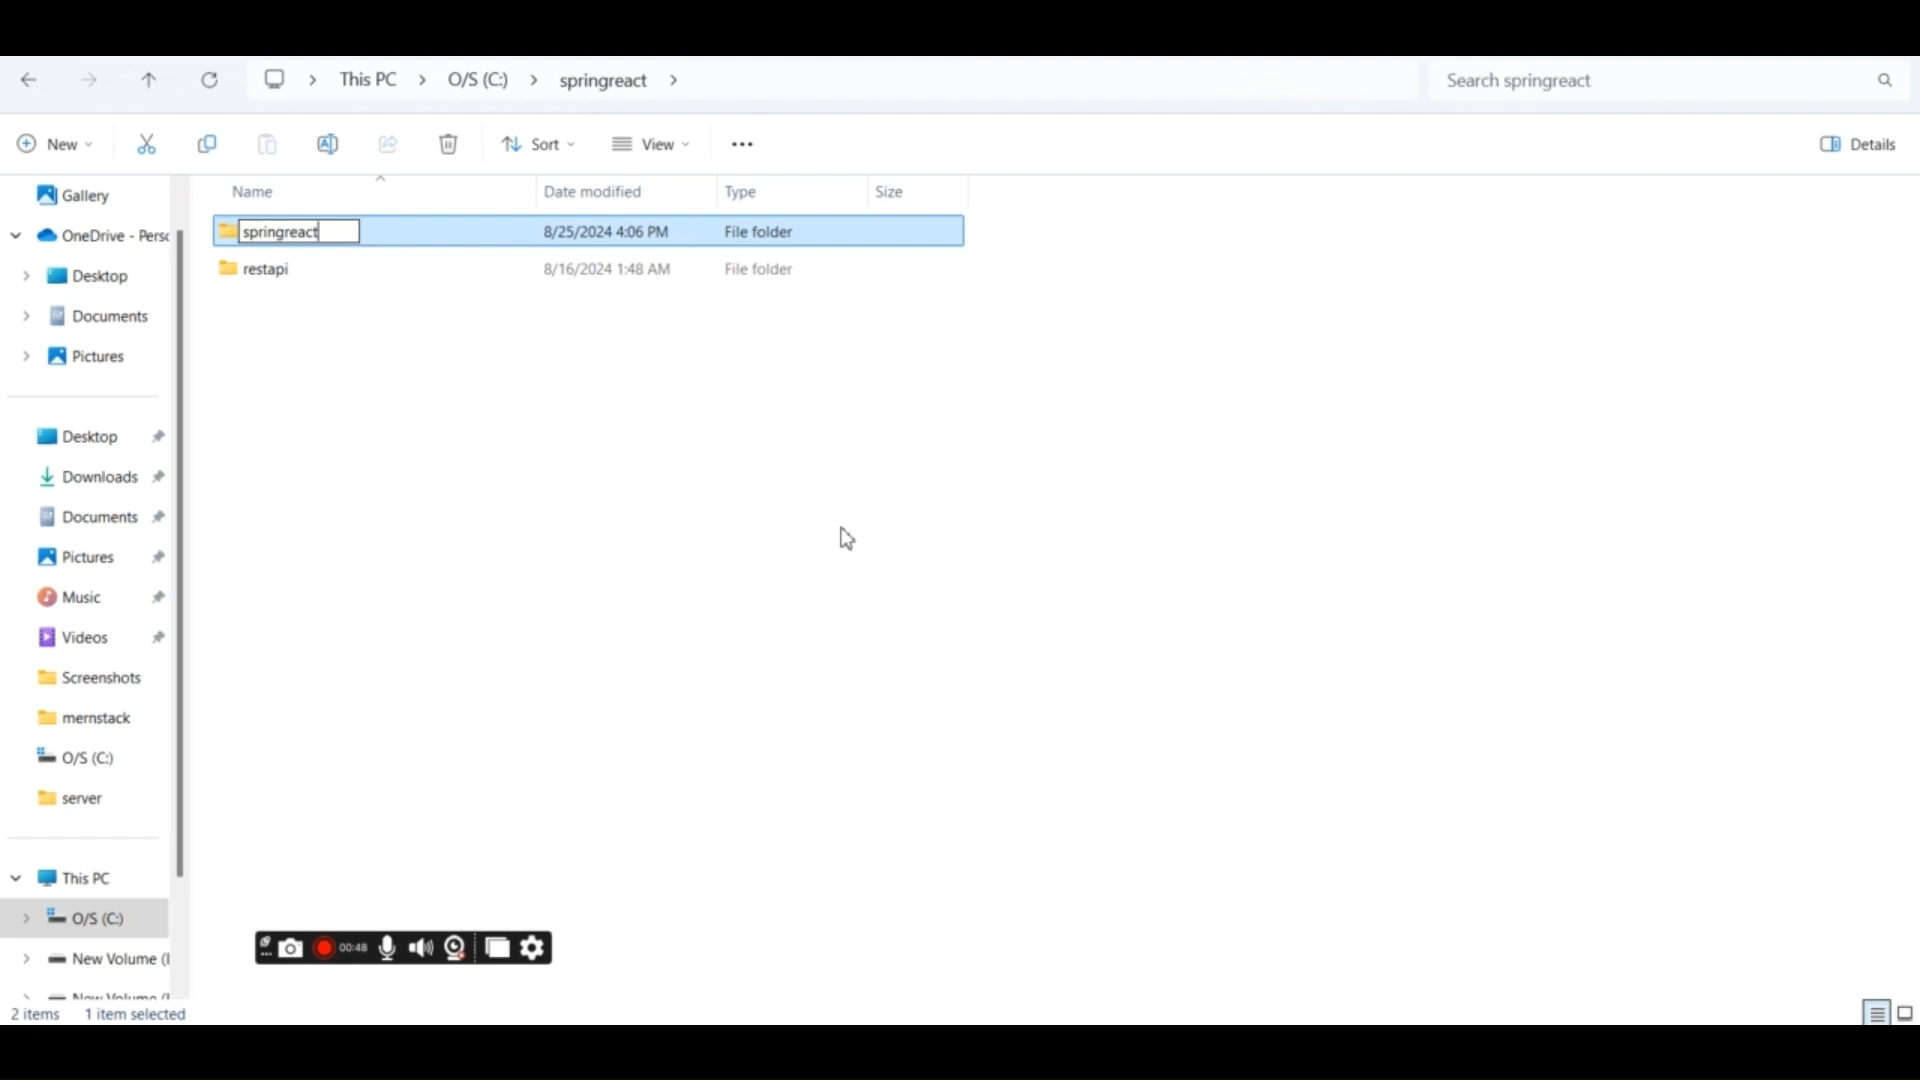 This PC > O/S (C:) > springreact >
Search springreact
New
Sort
View
Details
Name Date modified Type Size
springreact 8/25/2024 4:06 PM File folder
restapi 8/16/2024 1:48 AM File folder
Gallery
OneDrive - Pers
Desktop
Documents
Pictures
Desktop
Downloads
Documents
Pictures
Music
Videos
Screenshots
mernstack
O/S (C:)
server
This PC
O/S (C:)
New Volume (
New Volume (
00:48
2 items 1 item selected